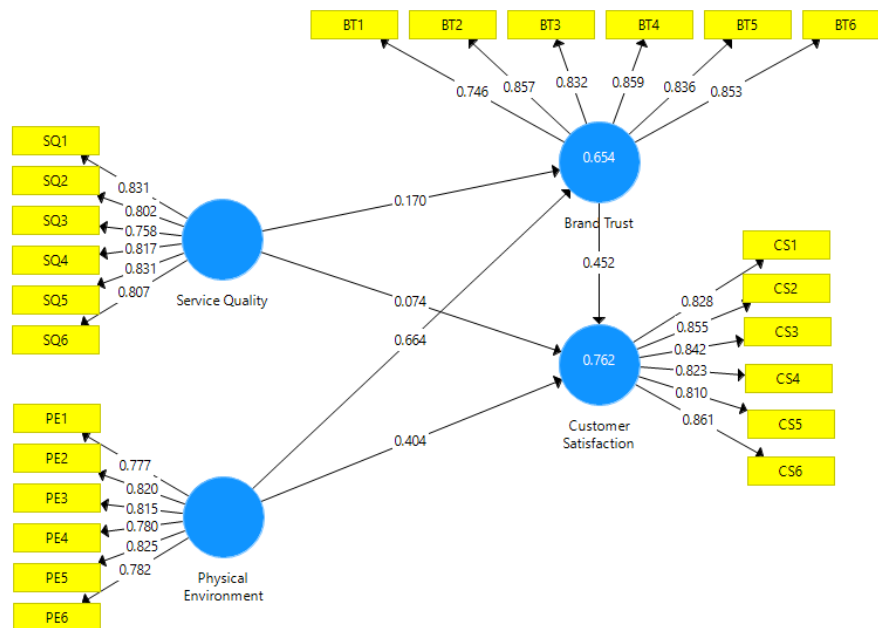 BT1 BT2 BT3 BT4 BT5 BT6
0.746 0.857 0.832 0.859 0.836 0.853
0.654
Brand Trust
SQ1
SQ2
SQ3
SQ4
SQ5
SQ6
0.831
0.802
0.758
0.817
0.831
0.807
Service Quality
0.170
0.452
0.074
0.664
0.404
CS1
CS2
CS3
CS4
CS5
CS6
0.828
0.855
0.842
0.823
0.810
0.861
0.762
Customer
Satisfaction
PE1
PE2
PE3
PE4
PE5
PE6
0.777
0.820
0.815
0.780
0.825
0.782
Physical
Environment